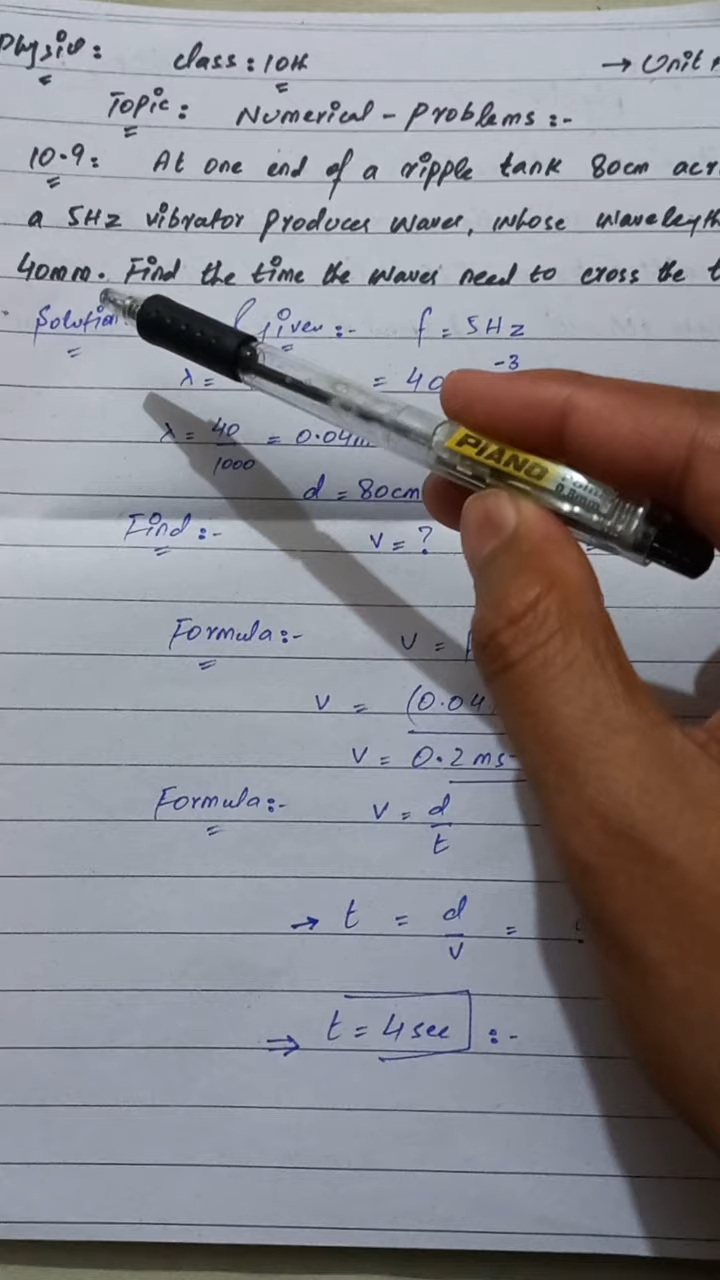 Physics: class: 10th → Unit
Topic: Numerical - Problems :-
10.9: At one end of a ripple tank 80cm
a 5Hz vibrator produces waves, whose wavelength
40mm. Find the time the waves need to cross the
Solution Given :- f = 5Hz
λ = = 40 -3
λ = 40/1000 = 0.04m
d = 80cm
Find :- v = ?
PIANO
0.8mm
Formula :- v =
v = (0.04
v = 0.2 ms-
Formula :- v = d/t
→ t = d/v =
⇒ t = 4 sec :-